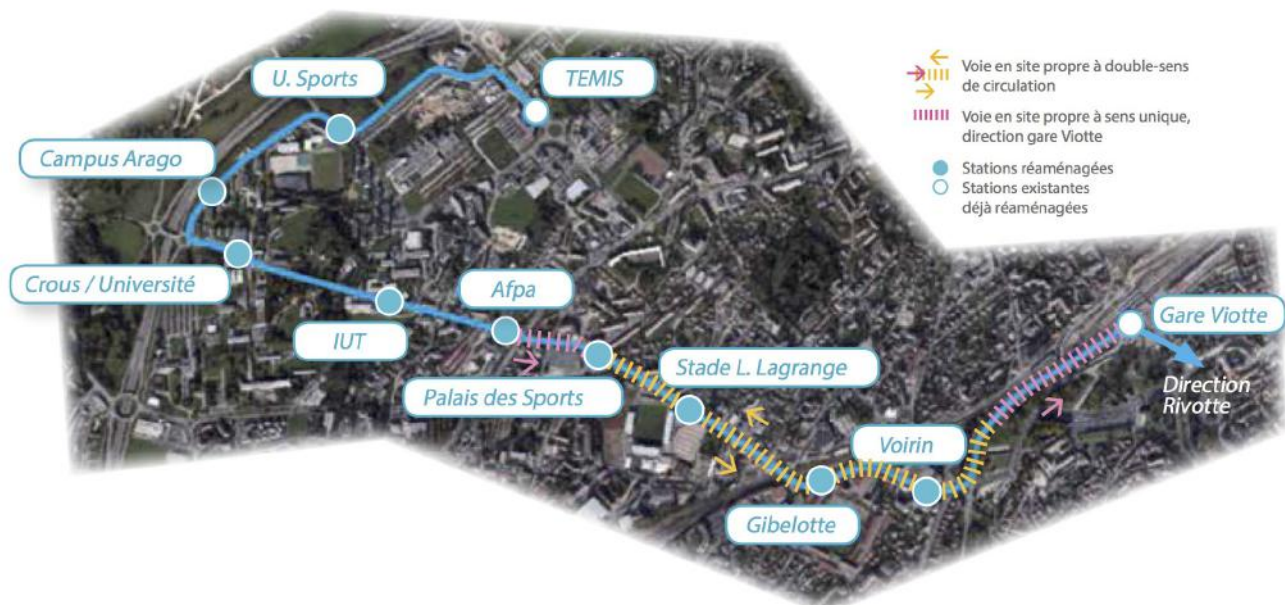 U. Sports
TEMIS
Campus Arago
Crous / Université
IUT
Afpa
Palais des Sports
Stade L. Lagrange
Gibelotte
Voirin
Gare Viotte
Direction
Rivotte
Voie en site propre à double-sens
de circulation
Voie en site propre à sens unique,
direction gare Viotte
Stations réaménagées
Stations existantes
déjà réaménagées